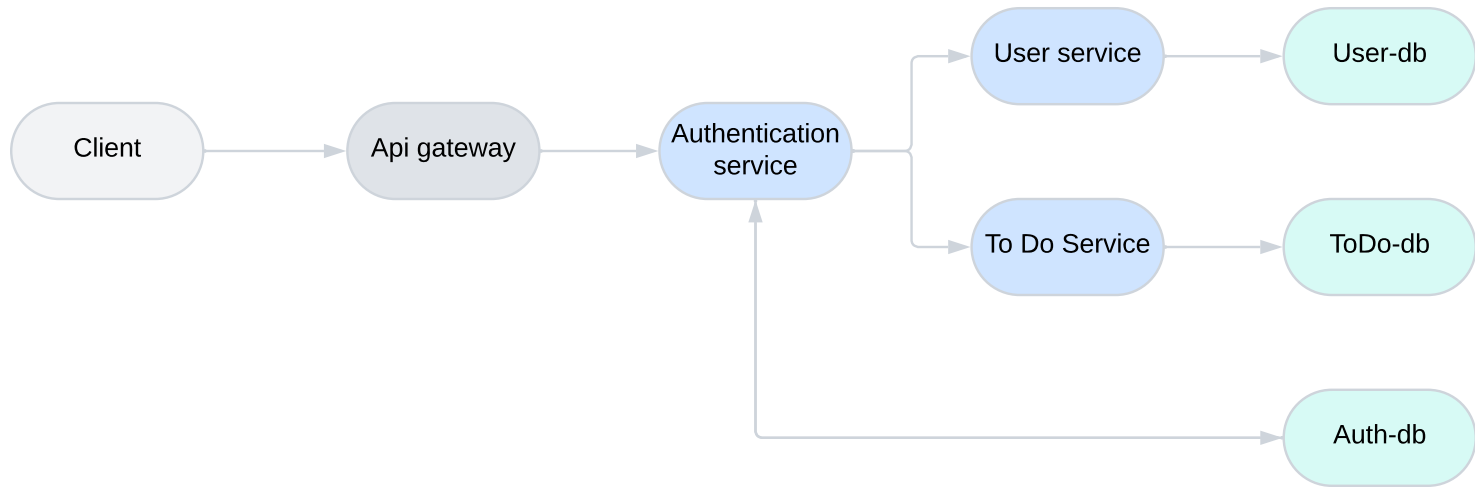 Client
Api gateway
Authentication
service
User service
User-db
To Do Service
ToDo-db
Auth-db